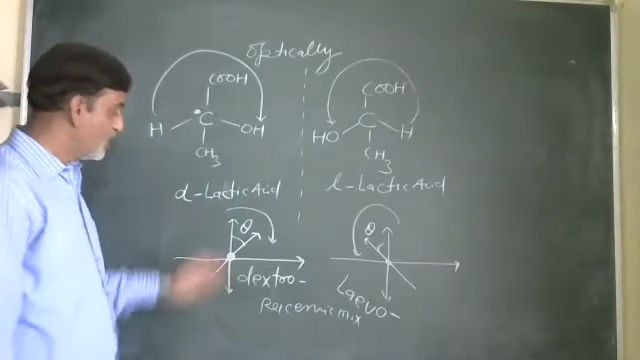 Optically
COOH
H *C OH
CH3
d-Lactic Acid
COOH
HO C H
CH3
l-Lactic Acid
θ
dextro-
θ
Laevo-
Racemic mix